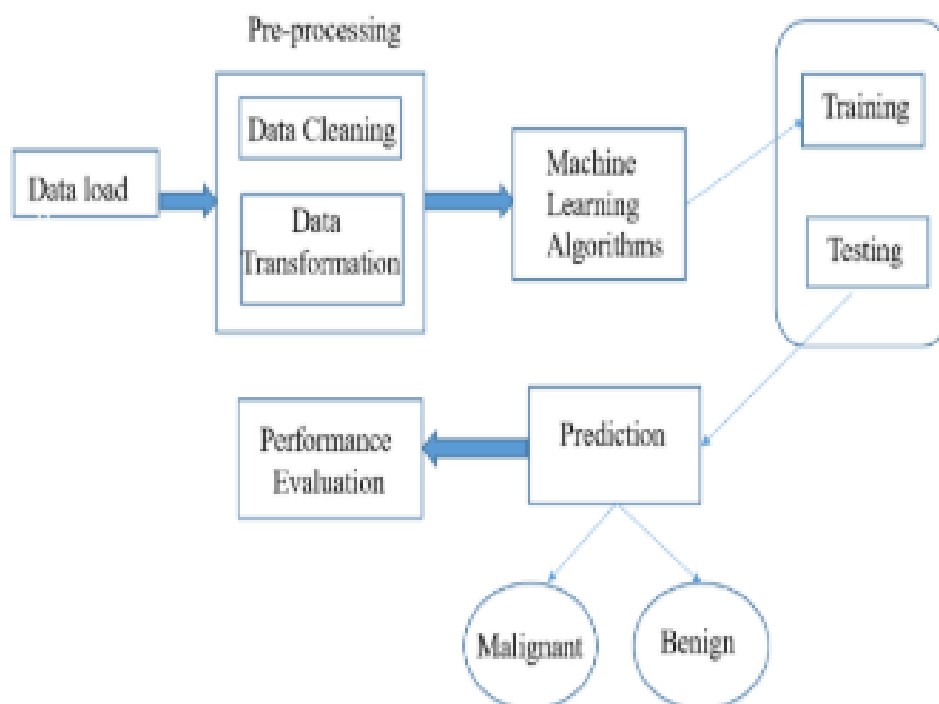 Pre-processing
Data load
Data Cleaning
Data
Transformation
Machine
Learning
Algorithms
Training
Testing
Prediction
Performance
Evaluation
Malignant
Benign